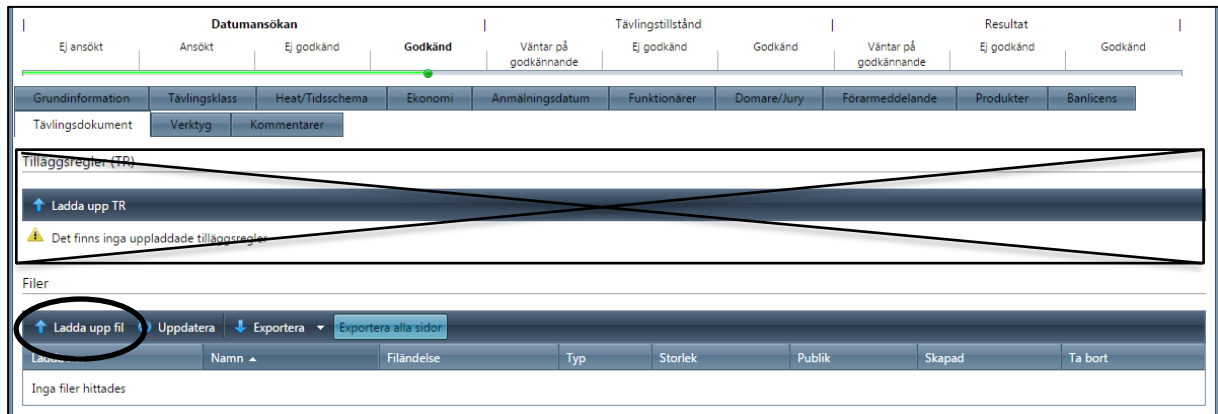 Datumansökan Tävlingstillstånd Resultat
Ej ansökt Ansökt Ej godkänd Godkänd Väntar på godkännande Ej godkänd Godkänd Väntar på godkännande Ej godkänd Godkänd
Grundinformation Tävlingsklass Heat/Tidsschema Ekonomi Anmälningsdatum Funktionärer Domare/Jury Förarmeddelande Produkter Banlicens
Tävlingsdokument Verktyg Kommentarer
Tilläggsregler (TR)
Ladda upp TR
Det finns inga uppladdade tilläggsregler
Filer
Ladda upp fil Uppdatera Exportera Exportera alla sidor
Namn Filändelse Typ Storlek Publik Skapad Ta bort
Inga filer hittades